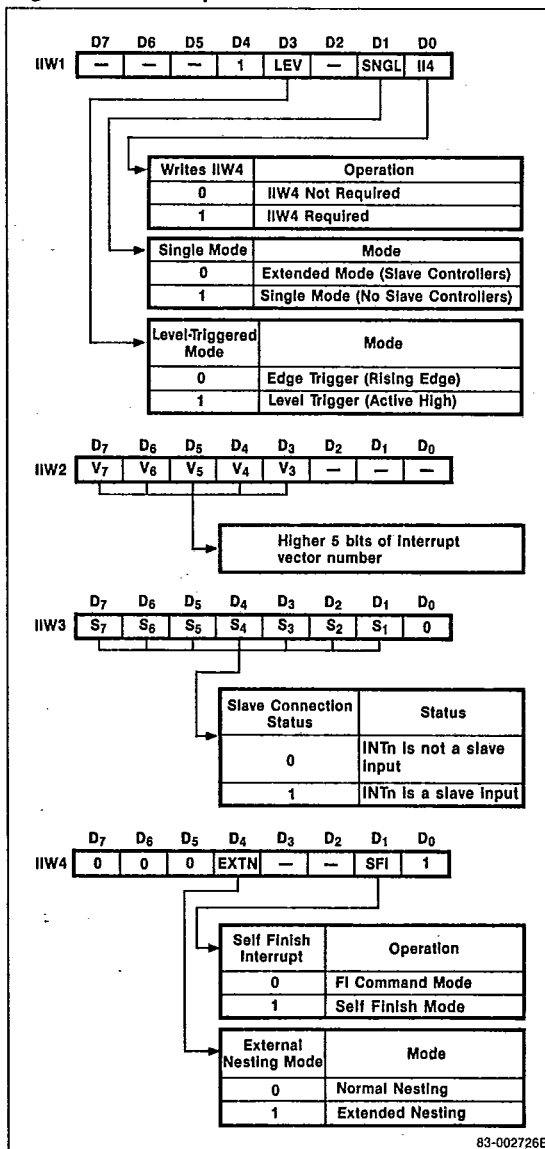 D7 D6 D5 D4 D3 D2 D1 D0
IIW1 — — — 1 LEV — SNGL II4
Writes IIW4 Operation
0 IIW4 Not Required
1 IIW4 Required
Single Mode Mode
0 Extended Mode (Slave Controllers)
1 Single Mode (No Slave Controllers)
Level-Triggered
Mode Mode
0 Edge Trigger (Rising Edge)
1 Level Trigger (Active High)
D7 D6 D5 D4 D3 D2 D1 D0
IIW2 V7 V6 V5 V4 V3 — — —
Higher 5 bits of interrupt
vector number
D7 D6 D5 D4 D3 D2 D1 D0
IIW3 S7 S6 S5 S4 S3 S2 S1 0
Slave Connection
Status Status
0 INTn is not a slave
input
1 INTn is a slave input
D7 D6 D5 D4 D3 D2 D1 D0
IIW4 0 0 0 EXTN — — SFI 1
Self Finish
Interrupt Operation
0 FI Command Mode
1 Self Finish Mode
External
Nesting Mode Mode
0 Normal Nesting
1 Extended Nesting
83-002726B